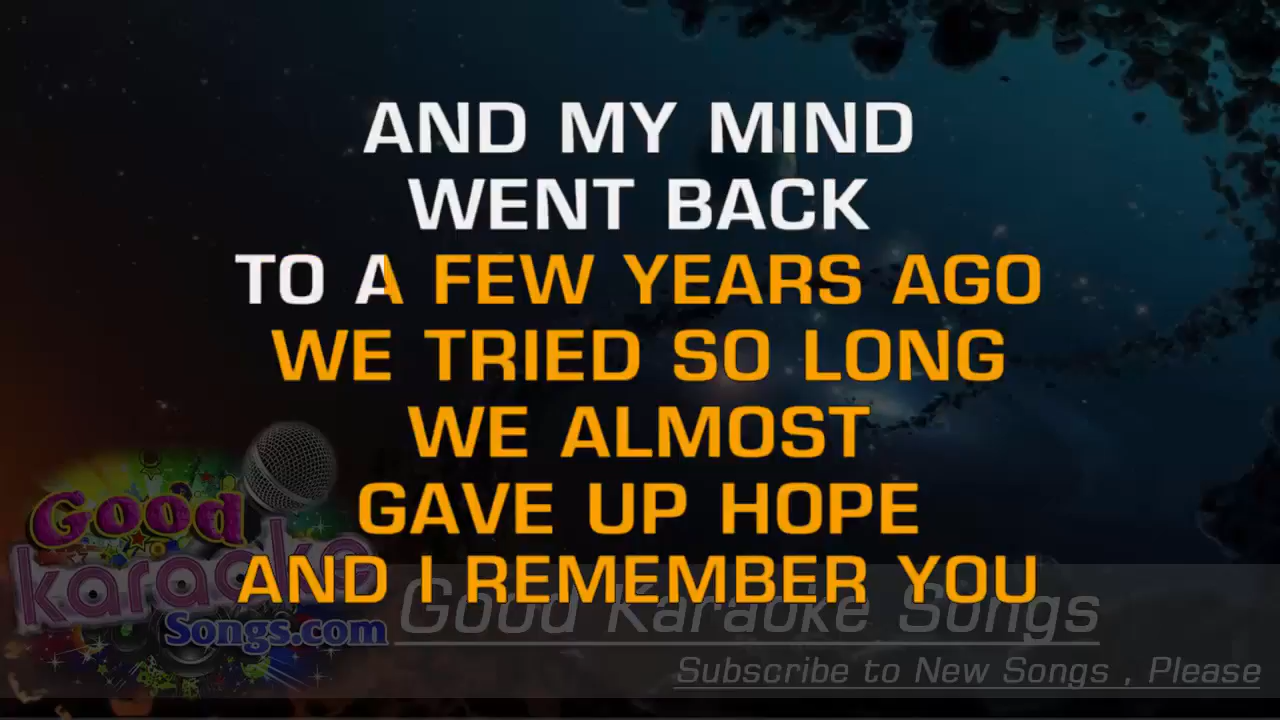 AND MY MIND
WENT BACK
TO A FEW YEARS AGO
WE TRIED SO LONG
WE ALMOST
GAVE UP HOPE
AND I REMEMBER YOU
Good
karaoke
Songs.com
Good Karaoke Songs
Subscribe to New Songs , Please